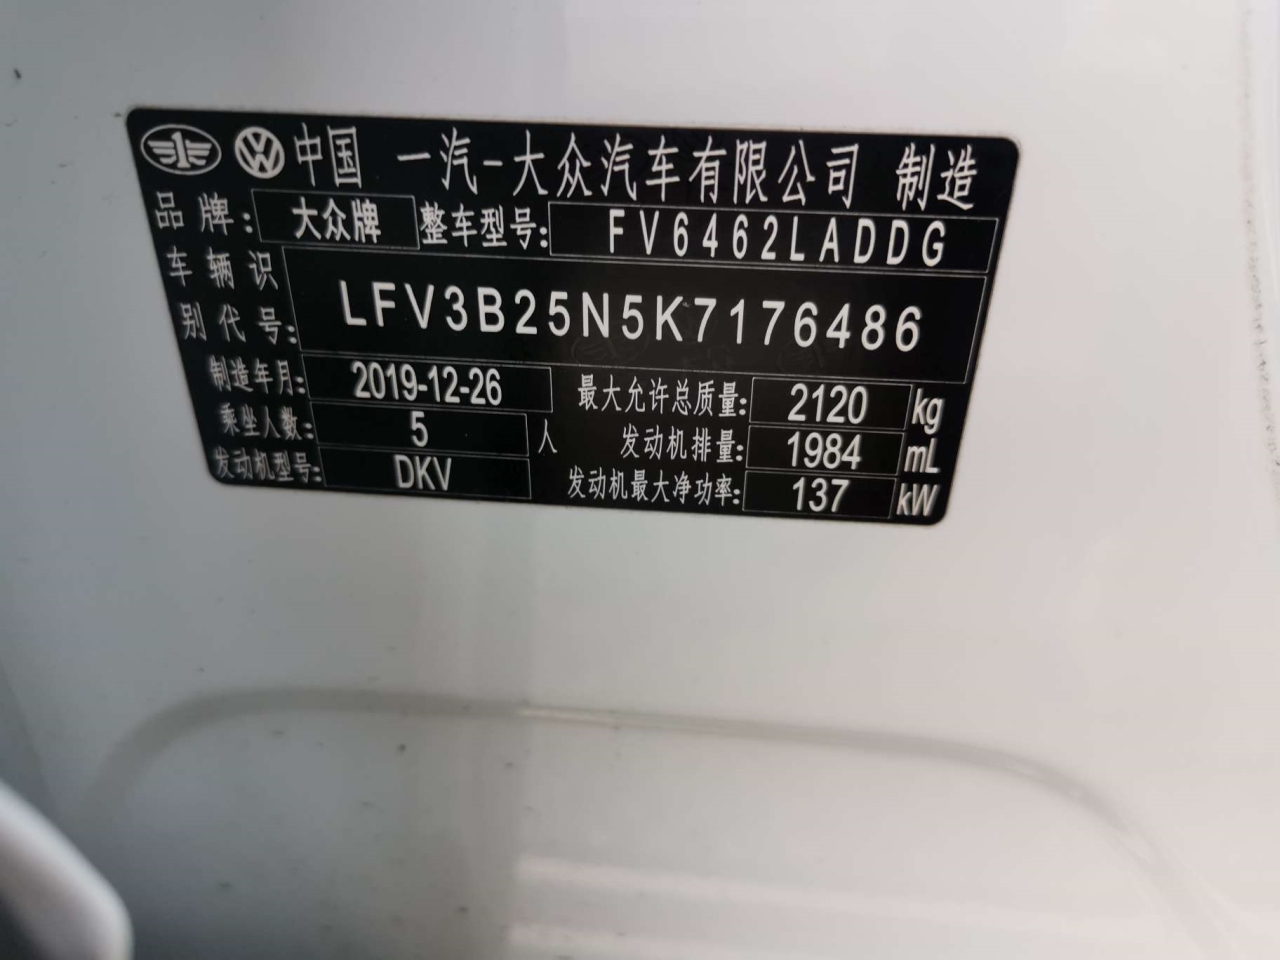 中国 一汽-大众汽车有限公司 制造
品牌: 大众牌 整车型号: FV6462LADDG
车辆识别代号: LFV3B25N5K7176486
制造年月: 2019-12-26 最大允许总质量: 2120 kg
乘坐人数: 5 人 发动机排量: 1984 mL
发动机型号: DKV 发动机最大净功率: 137 kW